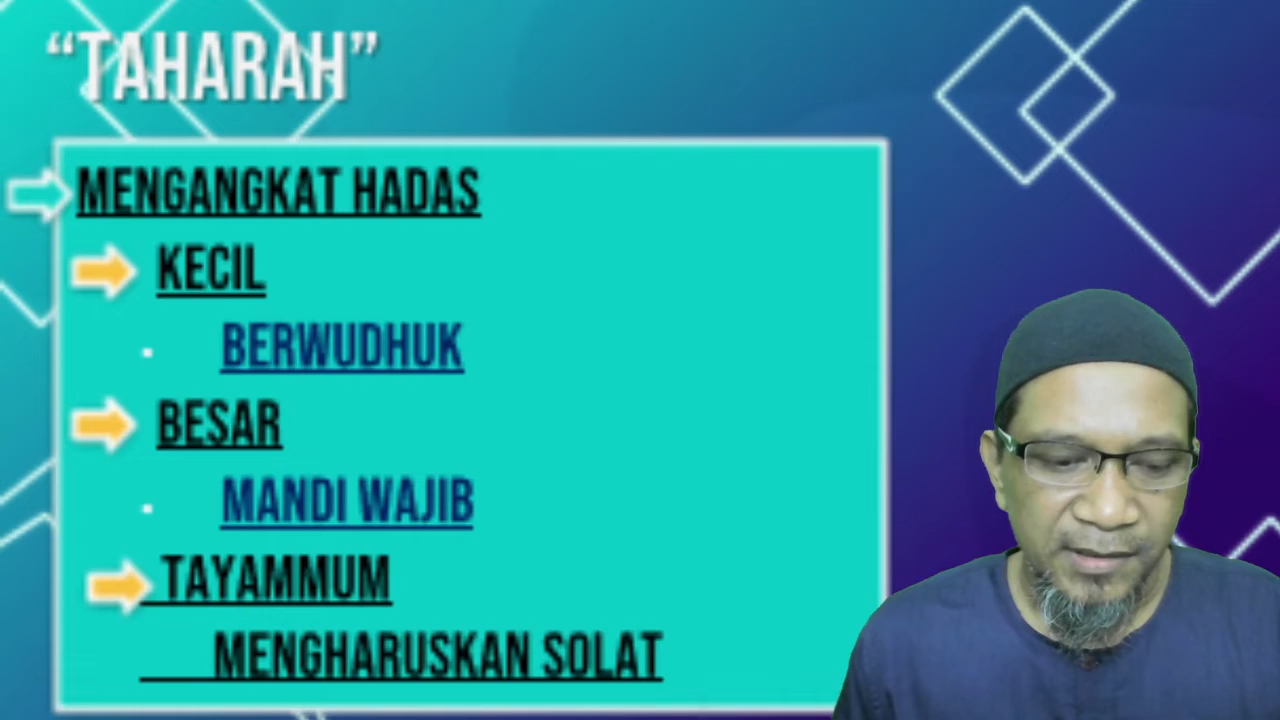 “TAHARAH”
MENGANGKAT HADAS
KECIL
BERWUDHUK
BESAR
MANDI WAJIB
TAYAMMUM
MENGHARUSKAN SOLAT